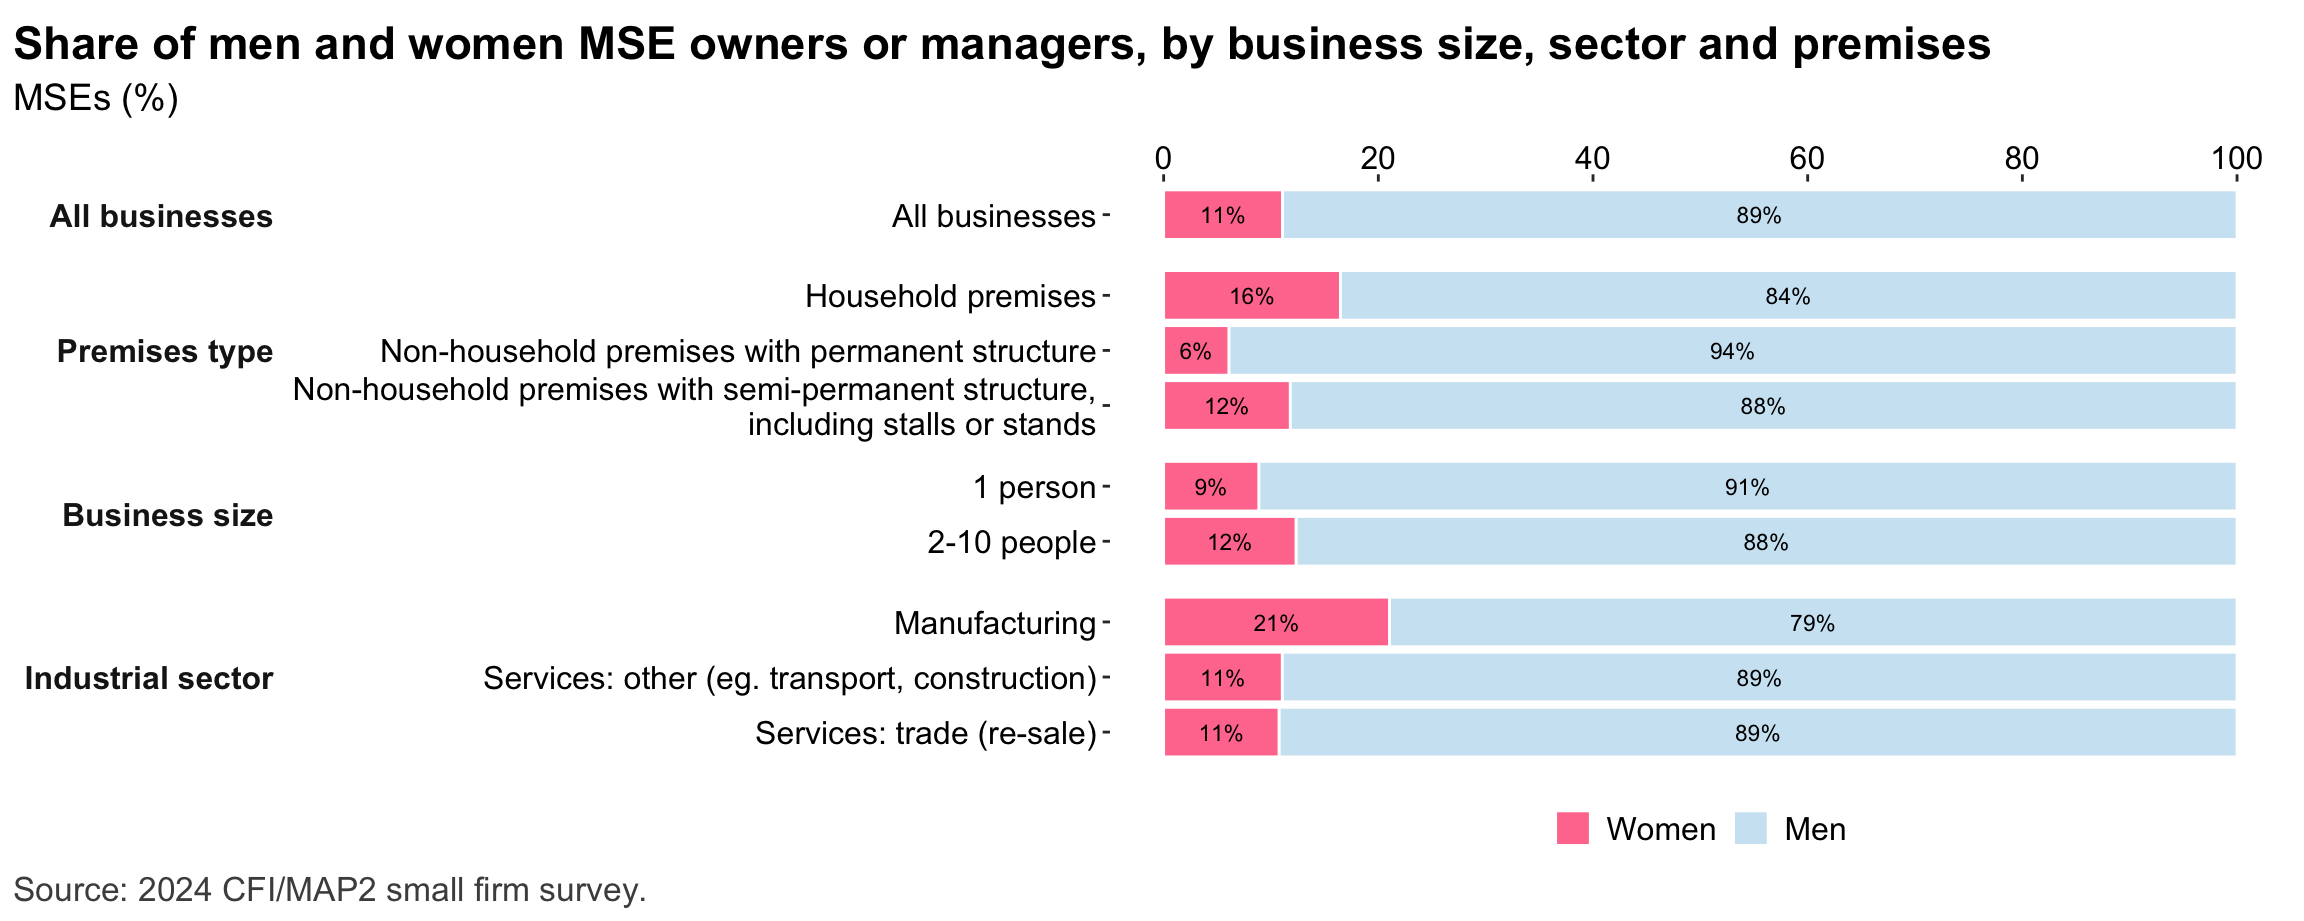 Share of men and women MSE owners or managers, by business size, sector and premises
MSEs (%)
0 20 40 60 80 100
All businesses
All businesses 11% 89%
Household premises 16% 84%
Premises type
Non-household premises with permanent structure 6% 94%
Non-household premises with semi-permanent structure,
including stalls or stands 12% 88%
1 person 9% 91%
Business size
2-10 people 12% 88%
Manufacturing 21% 79%
Industrial sector
Services: other (eg. transport, construction) 11% 89%
Services: trade (re-sale) 11% 89%
Women Men
Source: 2024 CFI/MAP2 small firm survey.